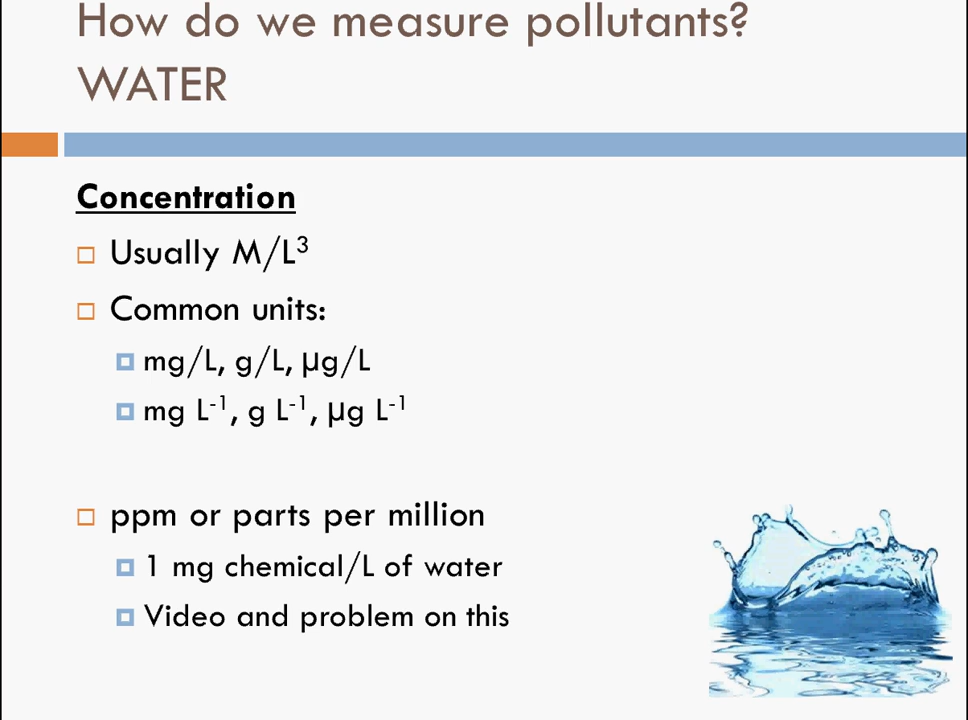 How do we measure pollutants?
WATER
Concentration
Usually M/L³
Common units:
mg/L, g/L, µg/L
mg L⁻¹, g L⁻¹, µg L⁻¹
ppm or parts per million
1 mg chemical/L of water
Video and problem on this